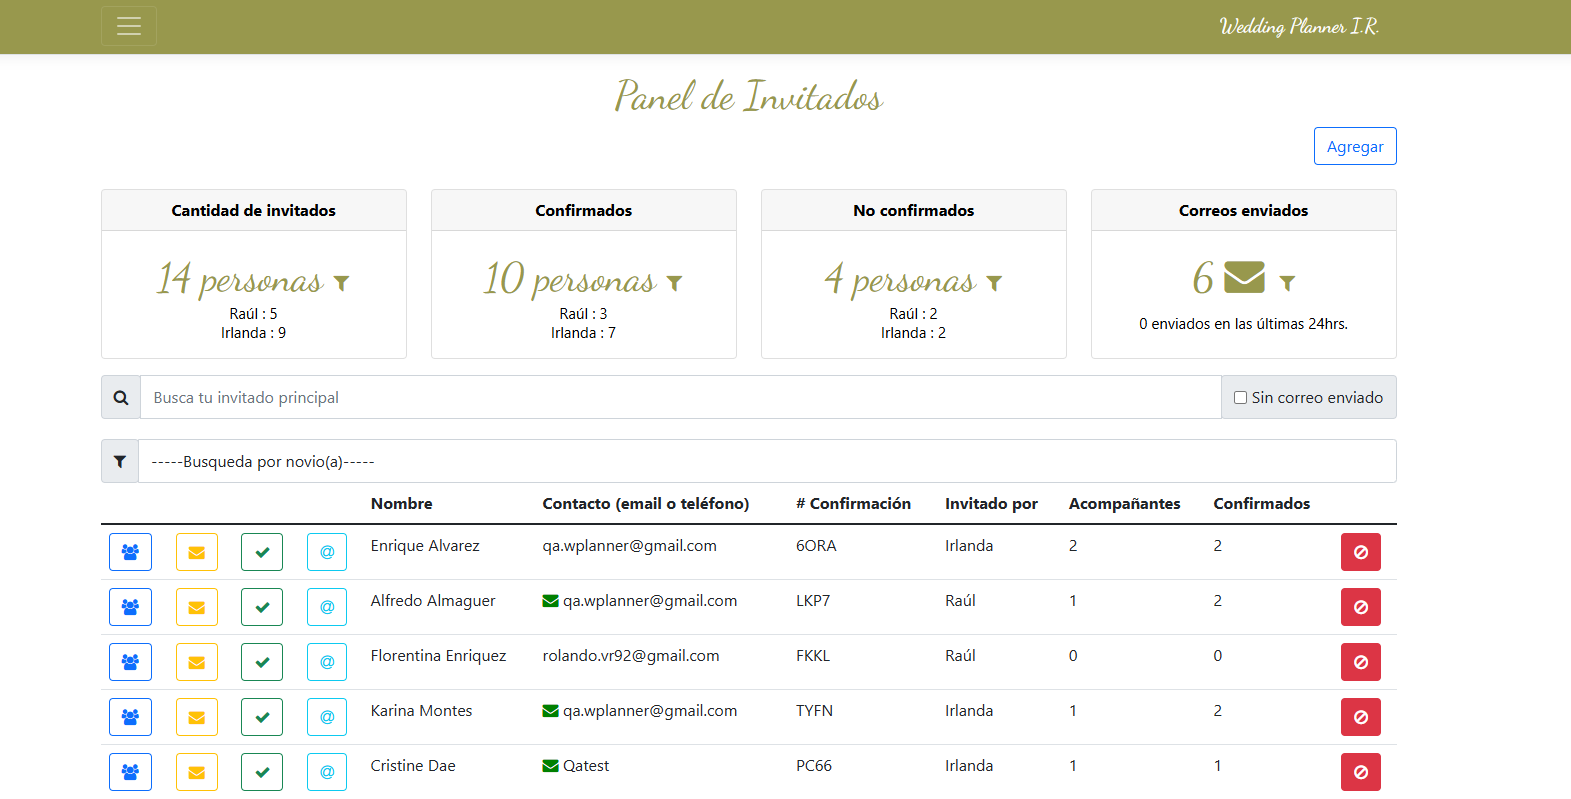 Wedding Planner I.R.
Panel de Invitados
Agregar
Cantidad de invitados
14 personas
Raúl : 5
Irlanda : 9
Confirmados
10 personas
Raúl : 3
Irlanda : 7
No confirmados
4 personas
Raúl : 2
Irlanda : 2
Correos enviados
6
0 enviados en las últimas 24hrs.
Busca tu invitado principal
Sin correo enviado
-----Busqueda por novio(a)-----
Nombre Contacto (email o teléfono) # Confirmación Invitado por Acompañantes Confirmados
@ Enrique Alvarez qa.wplanner@gmail.com 6ORA Irlanda 2 2
@ Alfredo Almaguer qa.wplanner@gmail.com LKP7 Raúl 1 2
@ Florentina Enriquez rolando.vr92@gmail.com FKKL Raúl 0 0
@ Karina Montes qa.wplanner@gmail.com TYFN Irlanda 1 2
@ Cristine Dae Qatest PC66 Irlanda 1 1